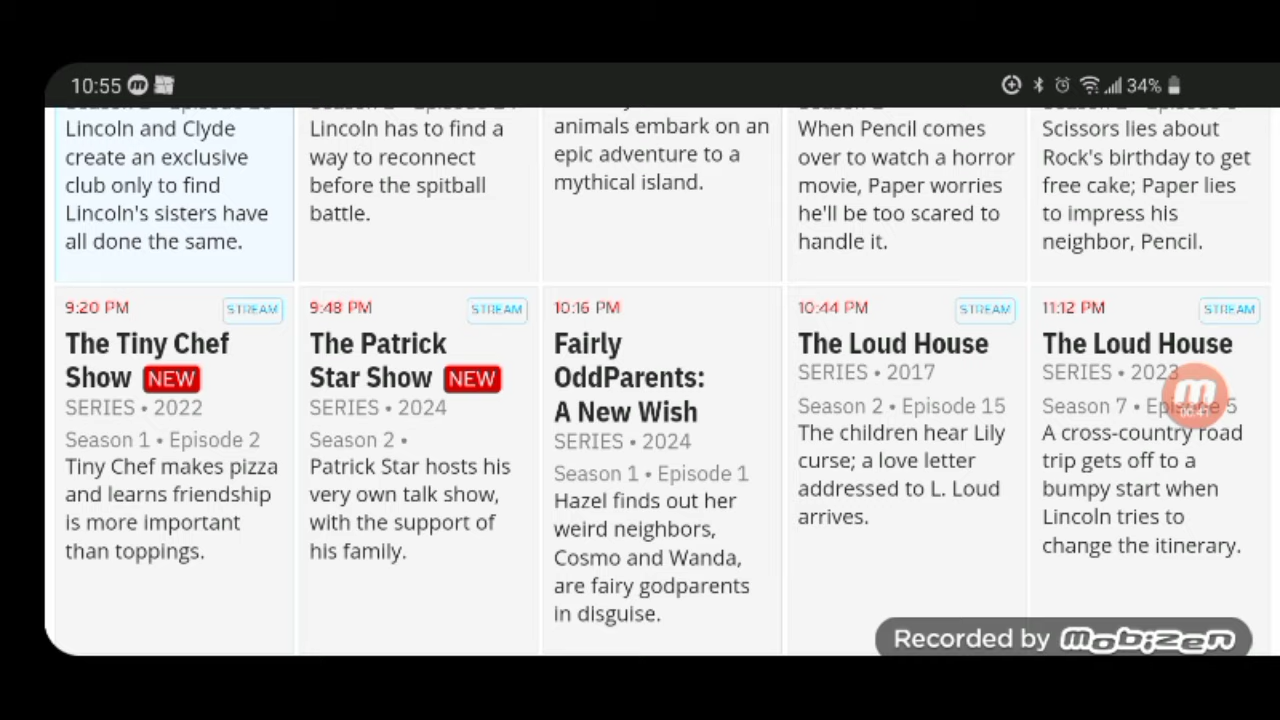 10:55
34%
Lincoln and Clyde
create an exclusive
club only to find
Lincoln's sisters have
all done the same.
Lincoln has to find a
way to reconnect
before the spitball
battle.
animals embark on an
epic adventure to a
mythical island.
When Pencil comes
over to watch a horror
movie, Paper worries
he'll be too scared to
handle it.
Scissors lies about
Rock's birthday to get
free cake; Paper lies
to impress his
neighbor, Pencil.
9:20 PM STREAM
The Tiny Chef
Show NEW
SERIES • 2022
Season 1 • Episode 2
Tiny Chef makes pizza
and learns friendship
is more important
than toppings.
9:48 PM STREAM
The Patrick
Star Show NEW
SERIES • 2024
Season 2 •
Patrick Star hosts his
very own talk show,
with the support of
his family.
10:16 PM
Fairly
OddParents:
A New Wish
SERIES • 2024
Season 1 • Episode 1
Hazel finds out her
weird neighbors,
Cosmo and Wanda,
are fairy godparents
in disguise.
10:44 PM STREAM
The Loud House
SERIES • 2017
Season 2 • Episode 15
The children hear Lily
curse; a love letter
addressed to L. Loud
arrives.
11:12 PM STREAM
The Loud House
SERIES • 2023
Season 7 • Episode 5
A cross-country road
trip gets off to a
bumpy start when
Lincoln tries to
change the itinerary.
Recorded by mobizen